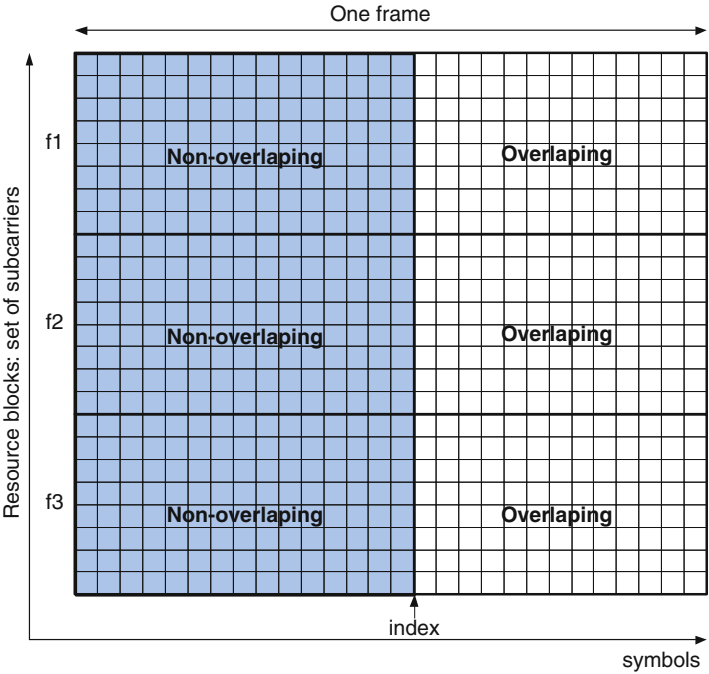 One frame
f1
Non-overlaping
Overlaping
f2
Non-overlaping
Overlaping
f3
Non-overlaping
Overlaping
Resource blocks: set of subcarriers
index
symbols